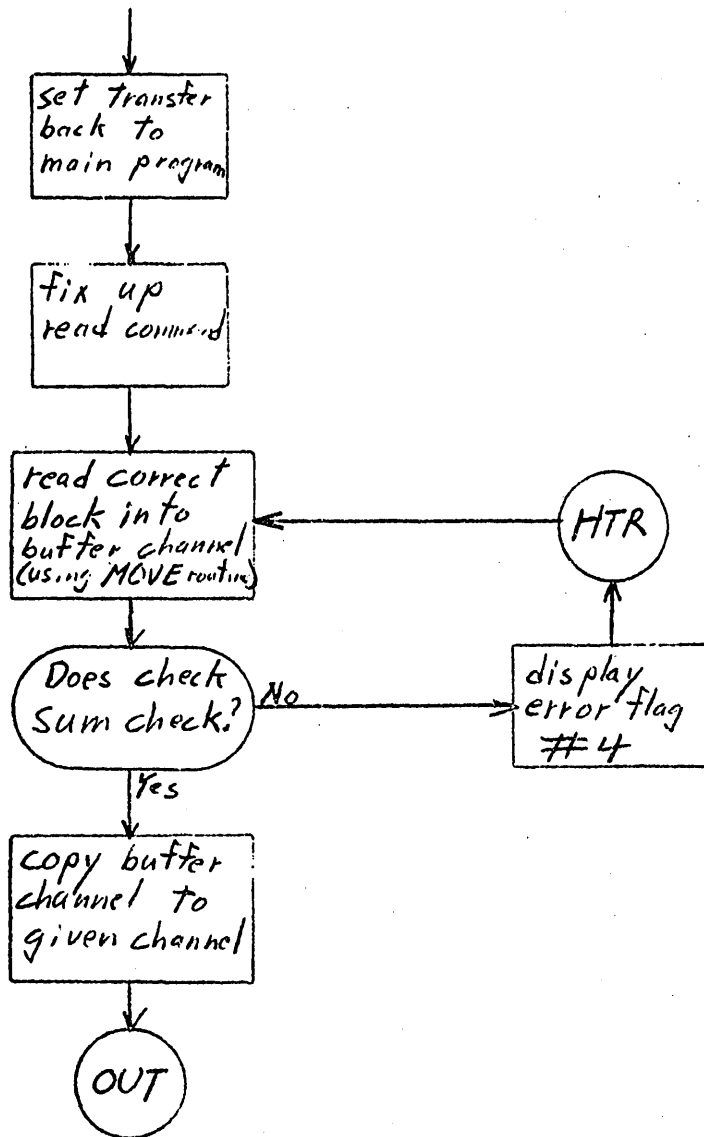 set transfer
back to
main program
fix up
read command
read correct
block into
buffer channel
(using MOVE routine)
HTR
Does check
Sum check?
No
display
error flag
#4
Yes
copy buffer
channel to
given channel
OUT